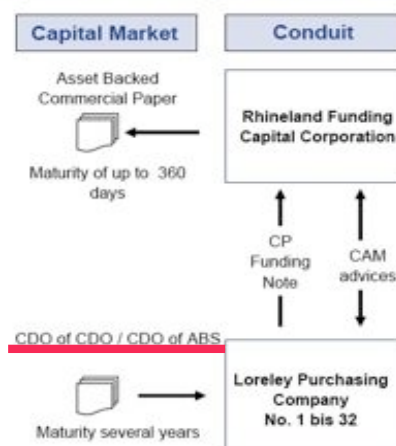 Capital Market
Conduit
Asset Backed
Commercial Paper
Maturity of up to 360
days
Rhineland Funding
Capital Corporation
CP
Funding
Note
CAM
advices
CDO of CDO / CDO of ABS
Maturity several years
Loreley Purchasing
Company
No. 1 bis 32